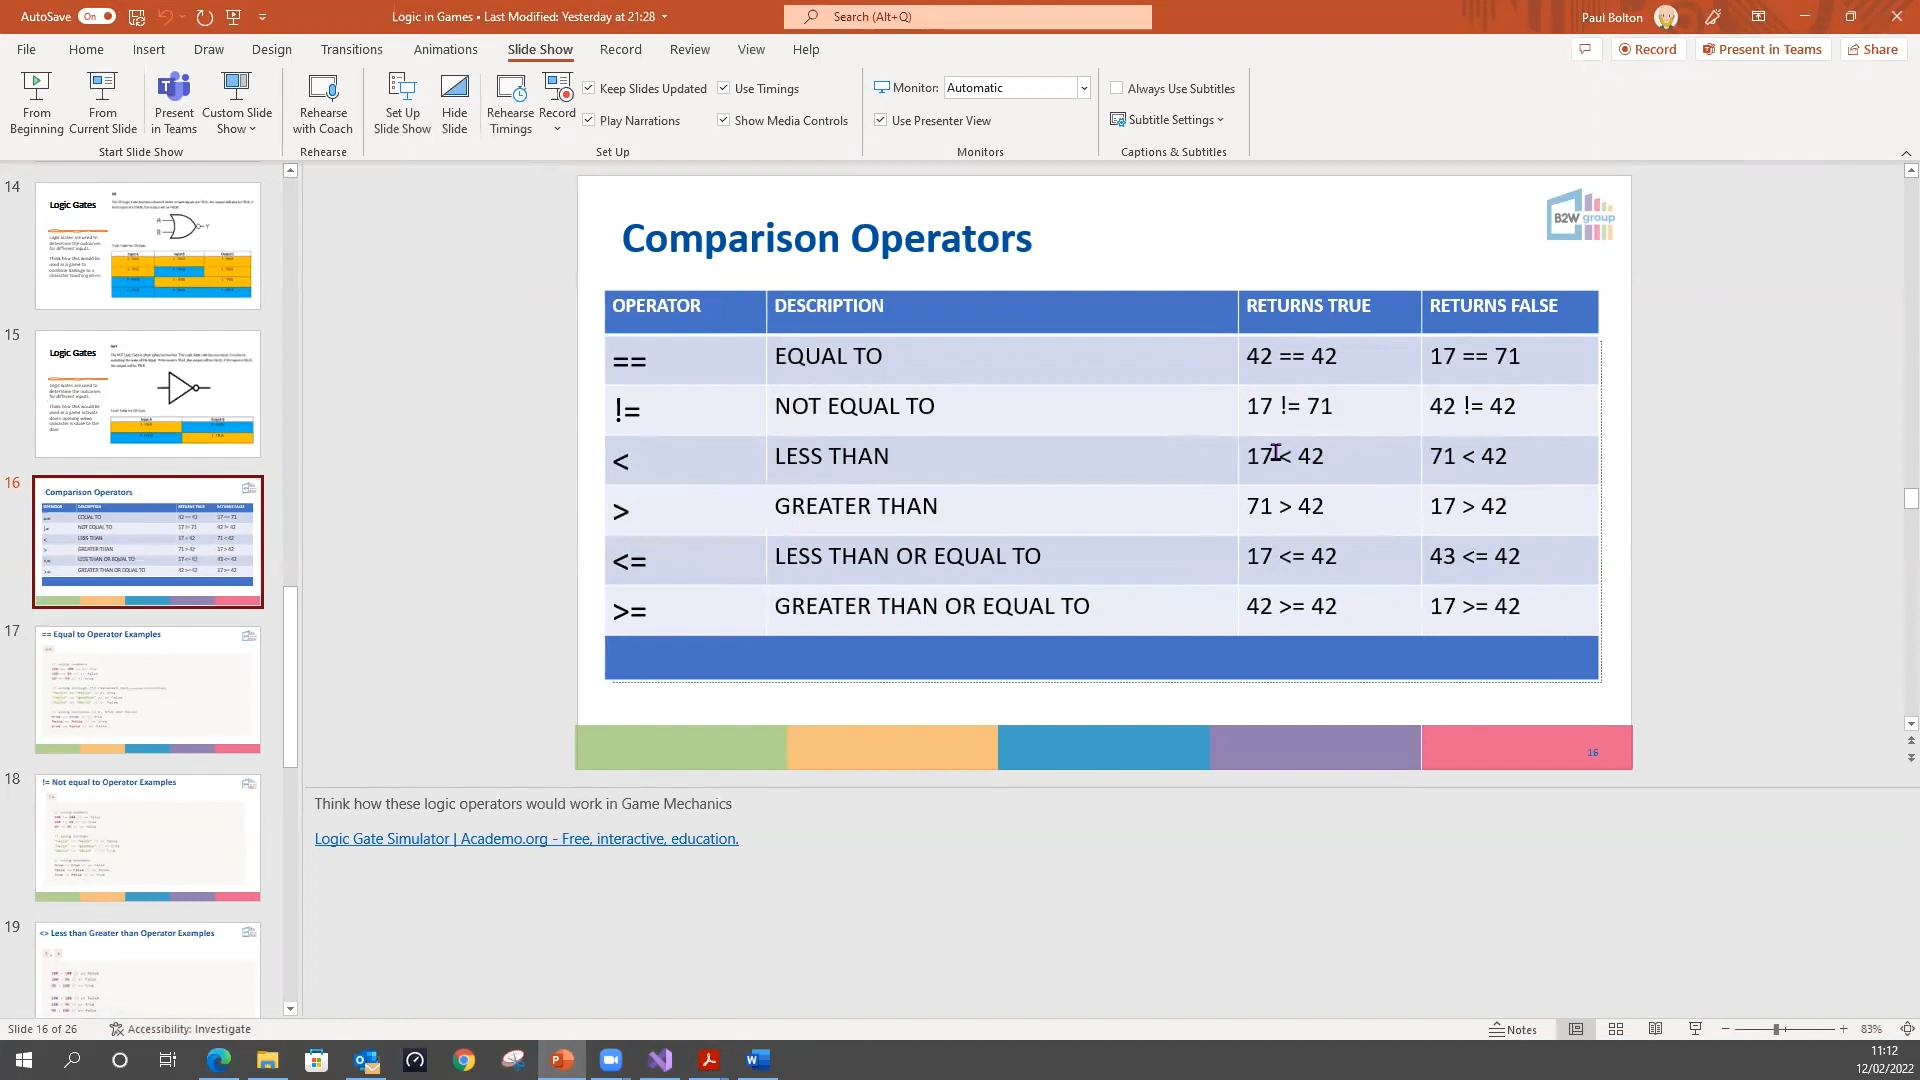 AutoSave On
Logic in Games • Last Modified: Yesterday at 21:28
Search (Alt+Q)
Paul Bolton
File Home Insert Draw Design Transitions Animations Slide Show Record Review View Help
Record Present in Teams Share
From Beginning
From Current Slide
Present in Teams
Custom Slide Show
Rehearse with Coach
Set Up Slide Show
Hide Slide
Rehearse Timings
Record
Keep Slides Updated
Use Timings
Play Narrations
Show Media Controls
Monitor: Automatic
Use Presenter View
Always Use Subtitles
Subtitle Settings
Start Slide Show
Rehearse
Set Up
Monitors
Captions & Subtitles
14
Logic Gates
15
Logic Gates
16
Comparison Operators
17
== Equal to Operator Examples
18
!= Not equal to Operator Examples
19
<> Less than Greater than Operator Examples
Comparison Operators
B2W group
OPERATOR DESCRIPTION RETURNS TRUE RETURNS FALSE
== EQUAL TO 42 == 42 17 == 71
!= NOT EQUAL TO 17 != 71 42 != 42
< LESS THAN 17 < 42 71 < 42
> GREATER THAN 71 > 42 17 > 42
<= LESS THAN OR EQUAL TO 17 <= 42 43 <= 42
>= GREATER THAN OR EQUAL TO 42 >= 42 17 >= 42
16
Think how these logic operators would work in Game Mechanics
Logic Gate Simulator | Academo.org - Free, interactive, education.
Slide 16 of 26
Accessibility: Investigate
Notes
83%
11:12
12/02/2022